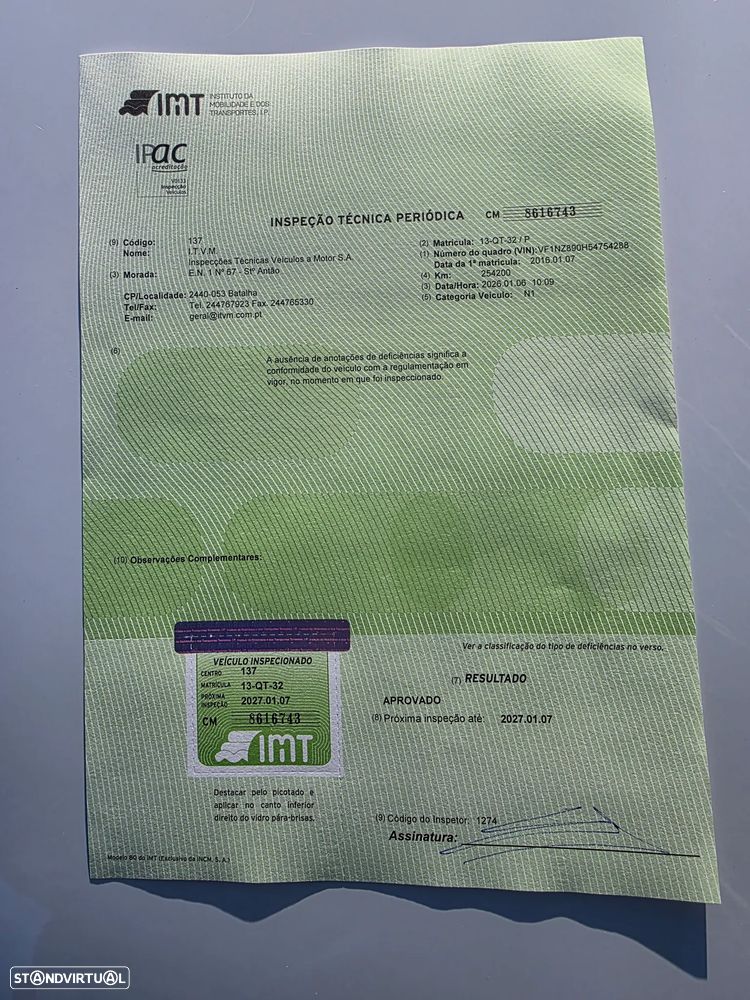 IMT INSTITUTO DA
MOBILIDADE E DOS
TRANSPORTES, I.P.
IPac
acreditação
V0133
Inspecção
Veículos
INSPEÇÃO TÉCNICA PERIÓDICA CM 8616743
(9) Código: 137
Nome: I.T.V.M.
Inspecções Técnicas Veículos a Motor S.A.
(3) Morada: E.N. 1 Nº 67 - Stº Antão
CP/Localidade: 2440-053 Batalha
Tel/Fax: Tel. 244767923 Fax. 244765330
E-mail: geral@itvm.com.pt
(2) Matrícula: 13-QT-32 / P
(1) Número do quadro (VIN): VF1NZ890H54754288
Data da 1ª matrícula: 2016.01.07
(4) Km: 254200
(3) Data/Hora: 2026.01.06 10:09
(5) Categoria Veículo: N1
(6)
A ausência de anotações de deficiências significa a
conformidade do veículo com a regulamentação em
vigor, no momento em que foi inspeccionado.
(10) Observações Complementares:
VEÍCULO INSPECIONADO
CENTRO 137
MATRÍCULA 13-QT-32
PRÓXIMA
INSPEÇÃO 2027.01.07
CM 8616743
IMT
Destacar pelo picotado e
aplicar no canto inferior
direito do vidro pára-brisas.
Ver a classificação do tipo de deficiências no verso.
(7) RESULTADO
APROVADO
(8) Próxima inspeção até: 2027.01.07
(9) Código do Inspetor: 1274
Assinatura:
Modelo 80 do IMT (Exclusivo da INCM, S. A.)
STANDVIRTUAL